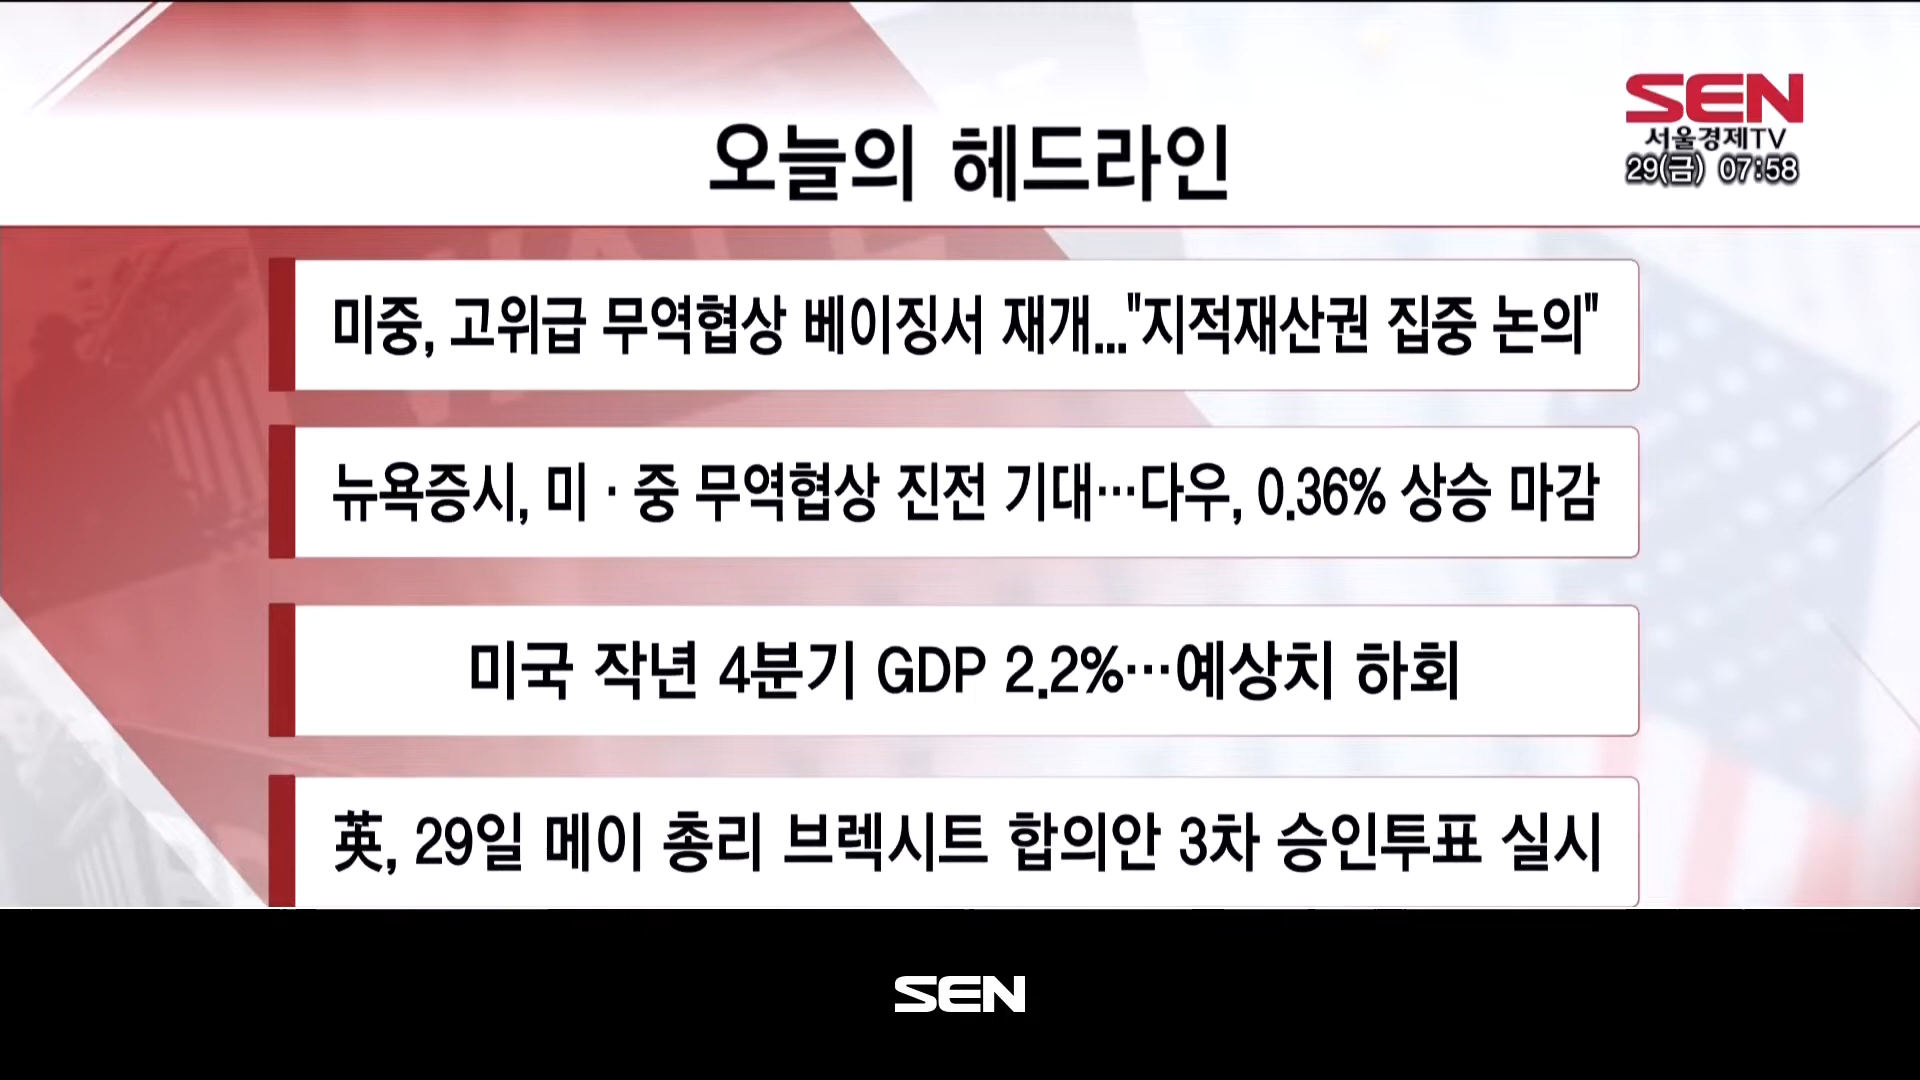 오늘의 헤드라인
SEN
서울경제TV
29(금) 07:58
미중, 고위급 무역협상 베이징서 재개..."지적재산권 집중 논의"
뉴욕증시, 미·중 무역협상 진전 기대…다우, 0.36% 상승 마감
미국 작년 4분기 GDP 2.2%…예상치 하회
英, 29일 메이 총리 브렉시트 합의안 3차 승인투표 실시
SEN